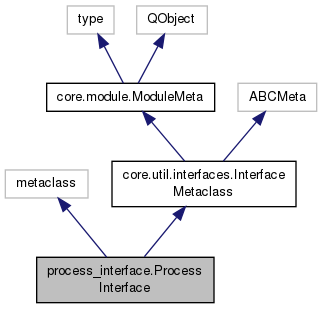 type
QObject
core.module.ModuleMeta
ABCMeta
core.util.interfaces.Interface
Metaclass
metaclass
process_interface.Process
Interface